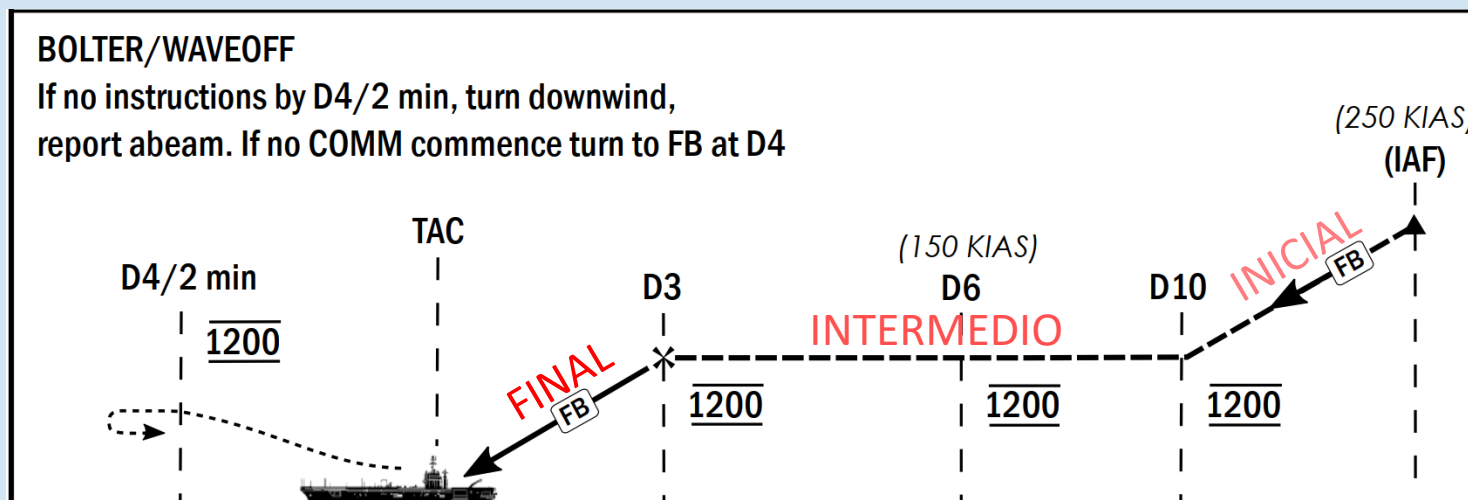 BOLTER/WAVEOFF
If no instructions by D4/2 min, turn downwind,
report abeam. If no COMM commence turn to FB at D4
(250 KIAS)
(IAF)
TAC
(150 KIAS)
D4/2 min
D3
D6
D10
INICIAL
FB
1200
INTERMEDIO
FINAL
FB
1200
1200
1200